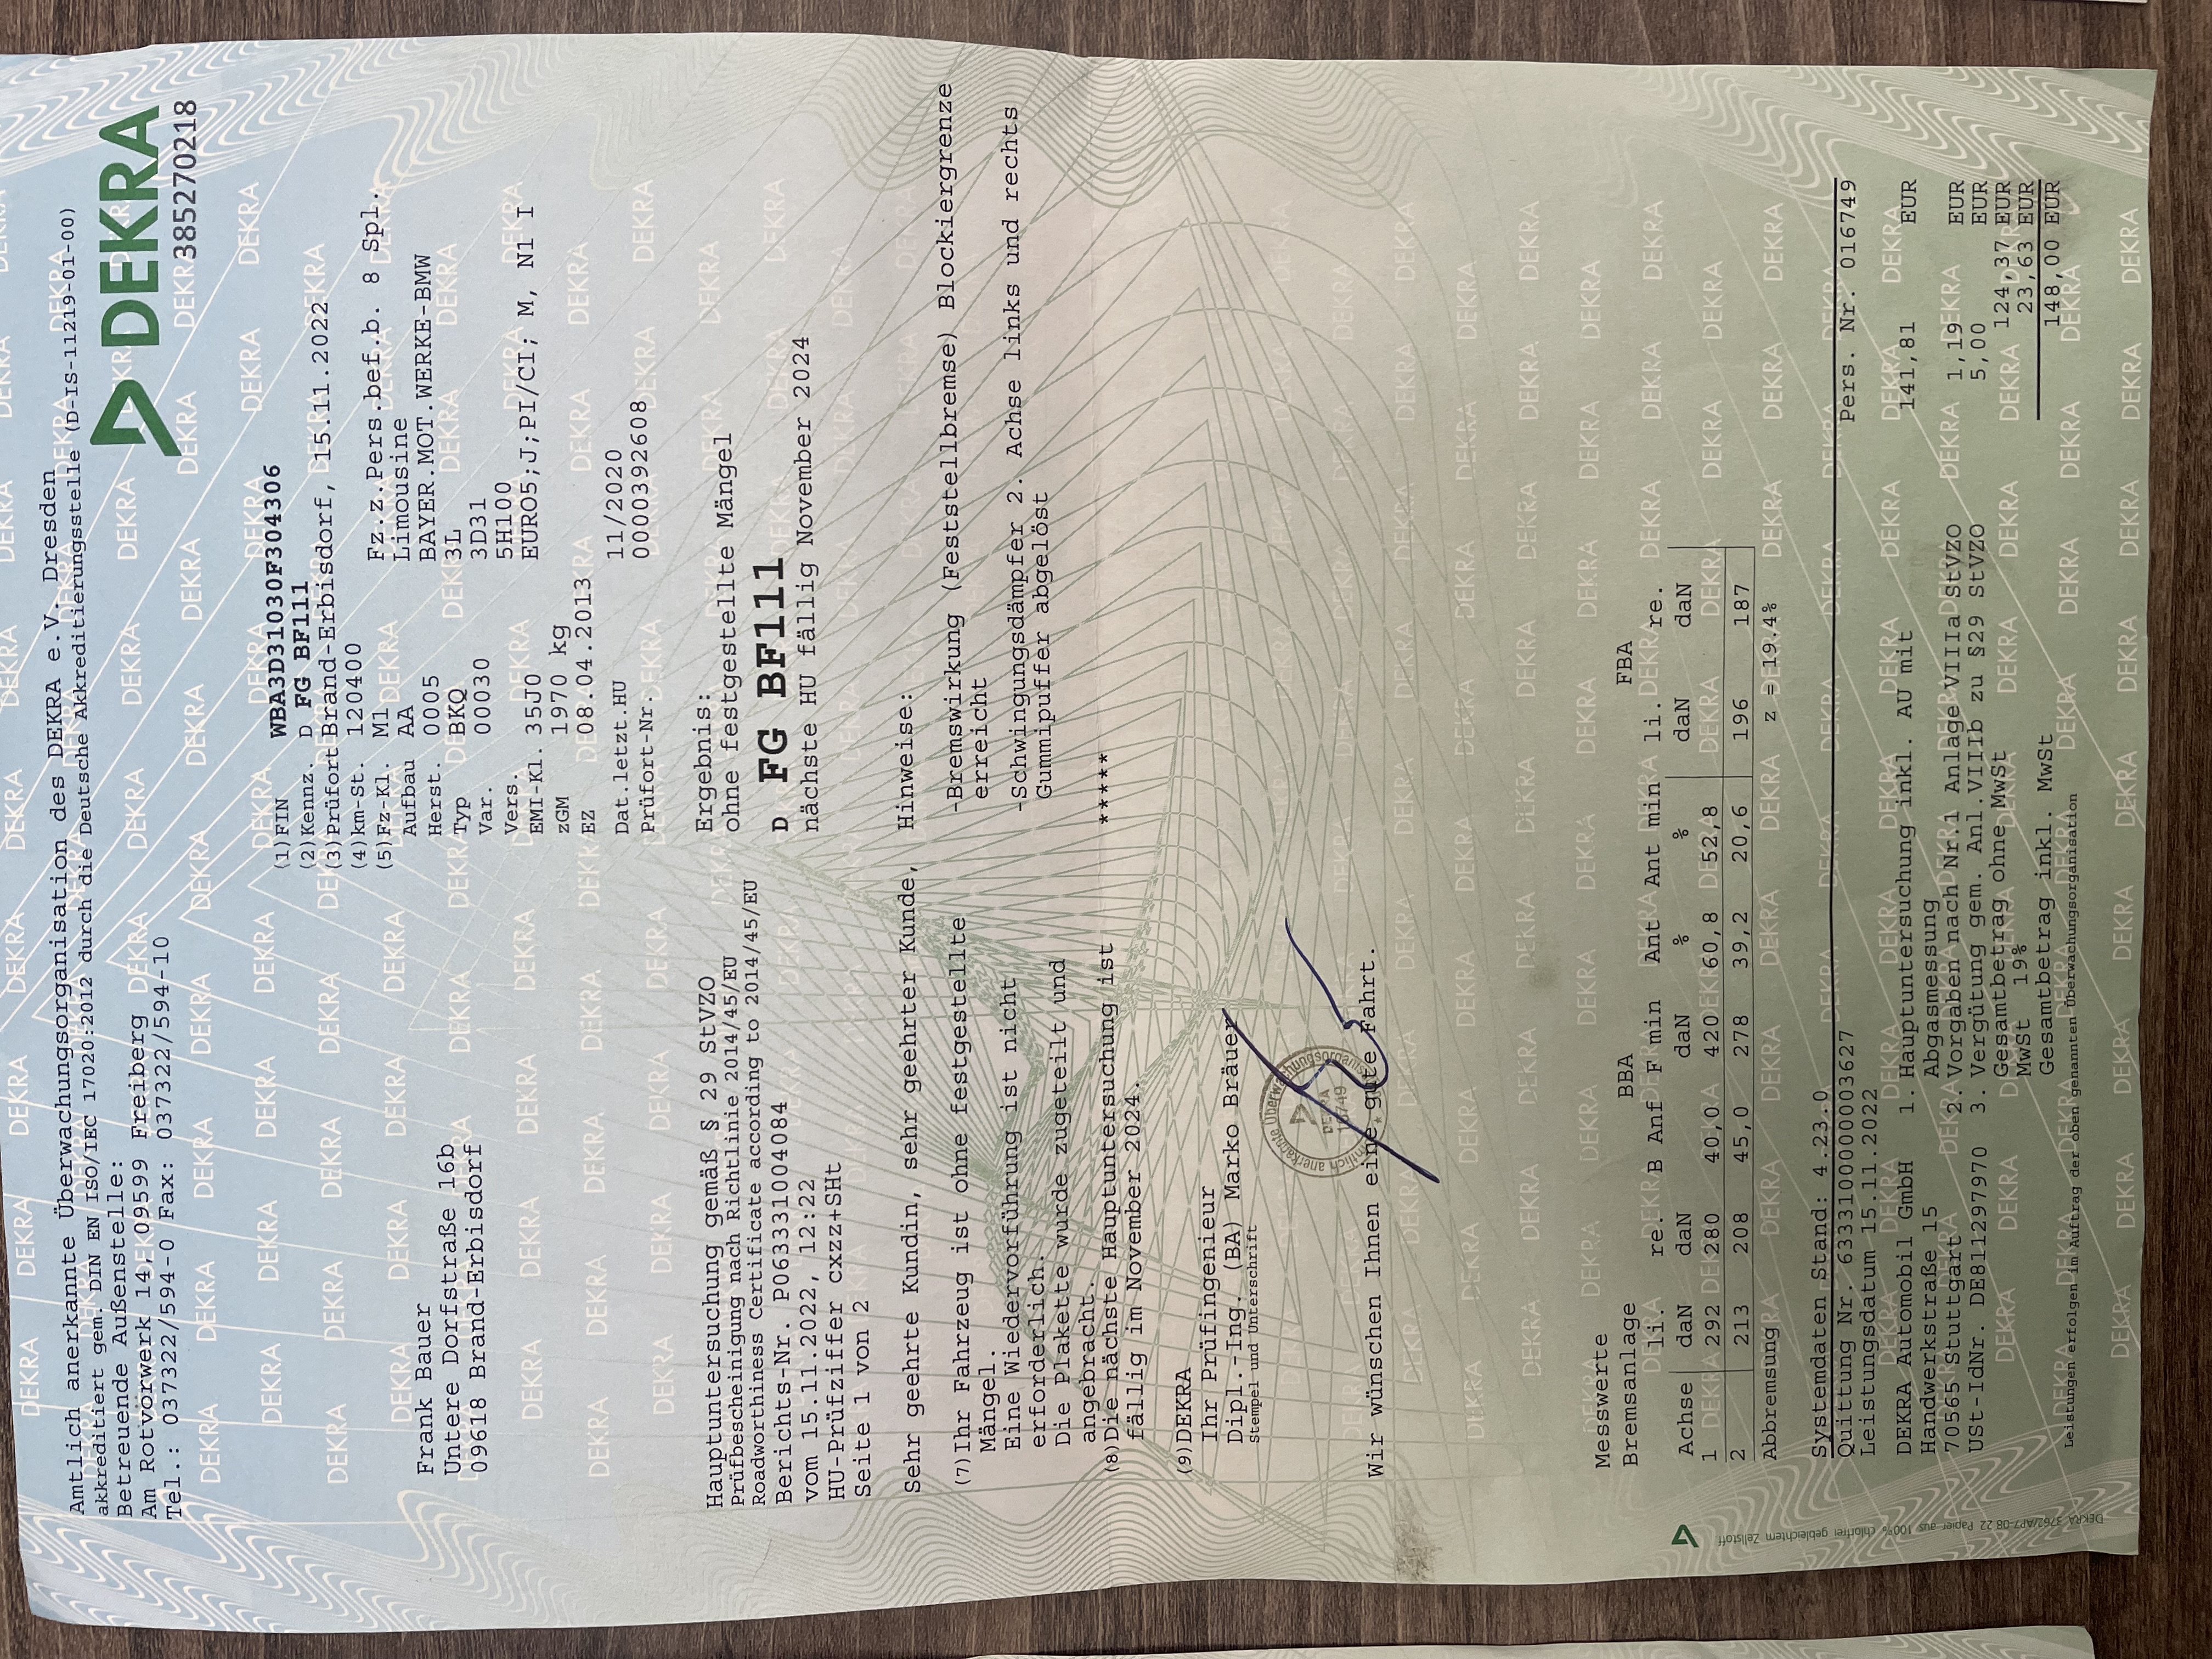 Amtlich anerkannte Überwachungsorganisation des DEKRA e.V. Dresden
akkreditiert gem. DIN EN ISO/IEC 17020:2012 durch die Deutsche Akkreditierungsstelle (D-IS-11219-01-00)
Betreuende Außenstelle:
Am Rotvorwerk 14, 09599 Freiberg
Tel.: 037322/594-0 Fax: 037322/594-10
DEKRA
385270218
Frank Bauer
Untere Dorfstraße 16b
09618 Brand-Erbisdorf
(1)FIN WBA3D31030F304306
(2)Kennz. D FG BF111
(3)Prüfort Brand-Erbisdorf, 15.11.2022
(4)km-St. 120400
(5)Fz-Kl. M1 Fz.z.Pers.bef.b. 8 Spl.
Aufbau AA Limousine
Herst. 0005 BAYER.MOT.WERKE-BMW
Typ BKQ 3L
Var. 00030 3D31
Vers. 5H100
EMI-Kl. 35J0 EURO5;J;PI/CI; M, N1 I
zGM 1970 kg
EZ 08.04.2013
Dat.letzt.HU 11/2020
Prüfort-Nr. 0000392608
Hauptuntersuchung gemäß § 29 StVZO
Prüfbescheinigung nach Richtlinie 2014/45/EU
Roadworthiness Certificate according to 2014/45/EU
Berichts-Nr. P063331004084
vom 15.11.2022, 12:22
HU-Prüfziffer cxzz+SHt
Seite 1 von 2
Ergebnis:
ohne festgestellte Mängel
D FG BF111
nächste HU fällig November 2024
Sehr geehrte Kundin, sehr geehrter Kunde,
(7)Ihr Fahrzeug ist ohne festgestellte
Mängel.
Eine Wiedervorführung ist nicht
erforderlich.
Die Plakette wurde zugeteilt und
angebracht.
(8)Die nächste Hauptuntersuchung ist
fällig im November 2024.
Hinweise:
-Bremswirkung (Feststellbremse) Blockiergrenze
erreicht
-Schwingungsdämpfer 2. Achse links und rechts
Gummipuffer abgelöst
*****
(9)DEKRA
Ihr Prüfingenieur
Dipl.-Ing. (BA) Marko Bräuer
Stempel und Unterschrift
Wir wünschen Ihnen eine gute Fahrt.
Messwerte
Bremsanlage BBA FBA
li. re. B Anf F min Ant Ant min li. re.
Achse daN daN daN % % daN daN
1 292 280 40,0 420 60,8 52,8
2 213 208 45,0 278 39,2 20,6 196 187
Abbremsung z = 19.4%
Systemdaten Stand: 4.23.0
Quittung Nr. 633310000003627 Pers. Nr. 016749
Leistungsdatum 15.11.2022
DEKRA Automobil GmbH
Handwerkstraße 15
70565 Stuttgart
USt-IdNr. DE811297970
1. Hauptuntersuchung inkl. AU mit 141,81 EUR
Abgasmessung
2. Vorgaben nach Nr.1 Anlage VIIIa StVZO 1,19 EUR
3. Vergütung gem. Anl.VIIIb zu §29 StVZO 5,00 EUR
Gesamtbetrag ohne MwSt 124,37 EUR
MwSt 19% 23,63 EUR
Gesamtbetrag inkl. MwSt 148,00 EUR
Leistungen erfolgen im Auftrag der oben genannten Überwachungsorganisation
DEKRA 3762/AP7-08 22 Papier aus 100% chlorfrei gebleichtem Zellstoff